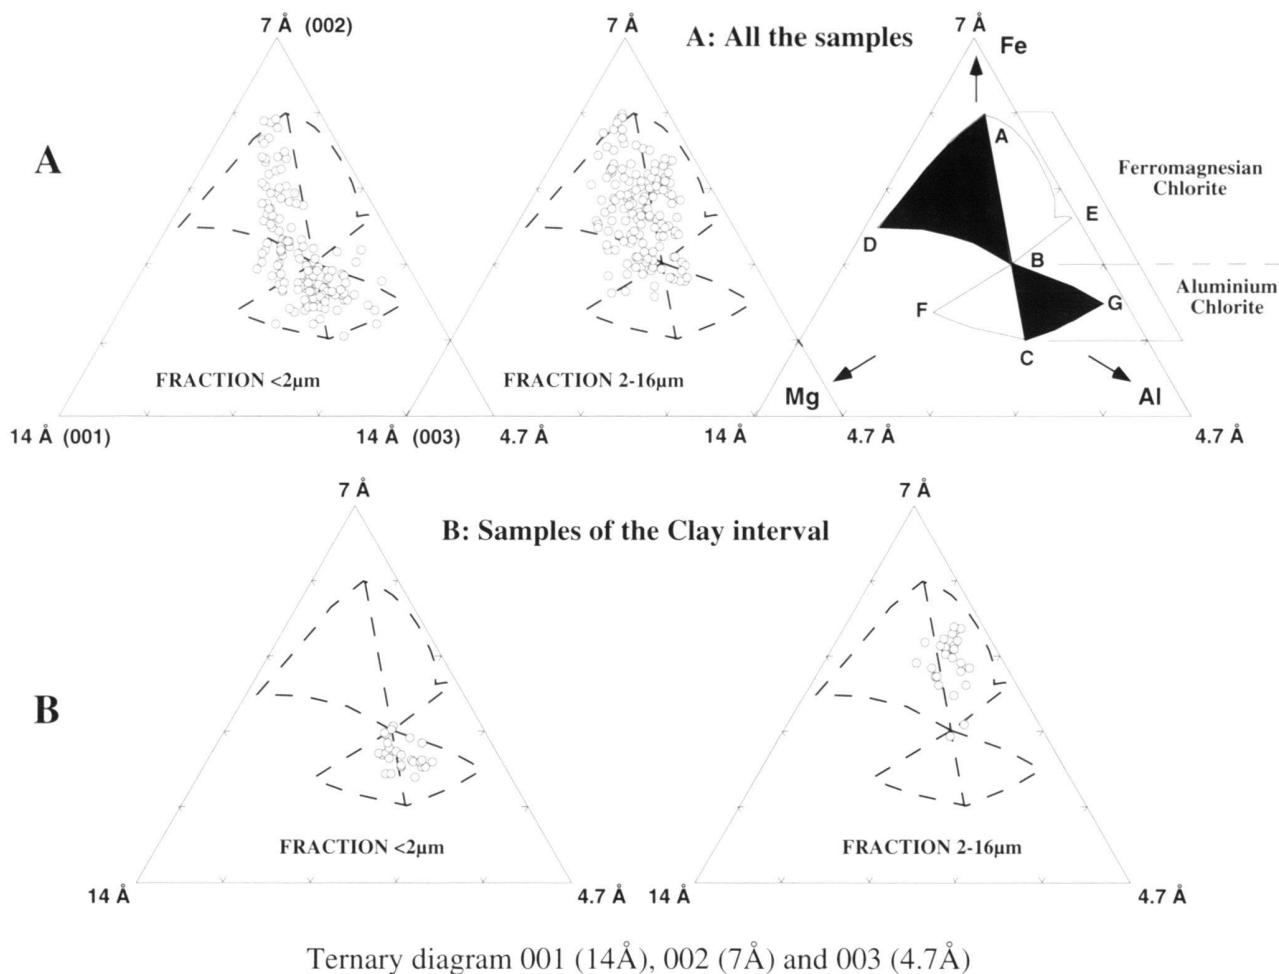 7 Å (002)
7 Å
A: All the samples
7 Å
Fe
A
A
Ferromagnesian
Chlorite
E
D
B
Aluminium
Chlorite
F
G
C
FRACTION <2µm
FRACTION 2-16µm
Mg
Al
14 Å (001)
14 Å (003)
4.7 Å
14 Å
4.7 Å
4.7 Å
7 Å
7 Å
B: Samples of the Clay interval
B
FRACTION <2µm
FRACTION 2-16µm
14 Å
4.7 Å
14 Å
4.7 Å
Ternary diagram 001 (14Å), 002 (7Å) and 003 (4.7Å)